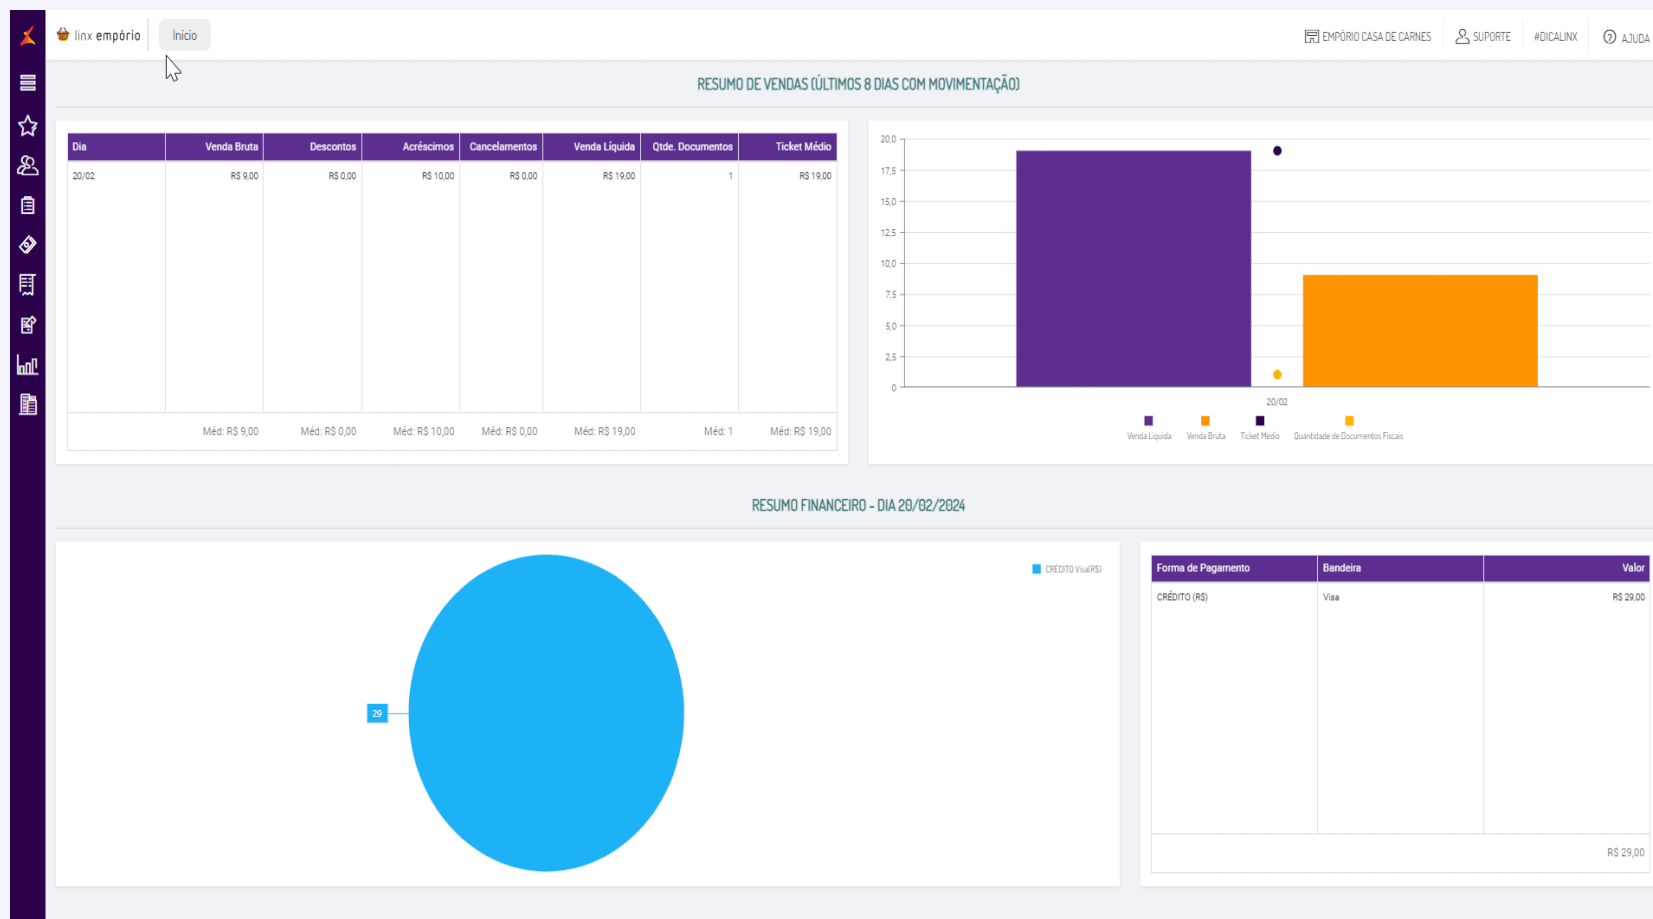 linx empório
Início
EMPÓRIO CASA DE CARNES
SUPORTE
#DICALINX
AJUDA
RESUMO DE VENDAS (ÚLTIMOS 8 DIAS COM MOVIMENTAÇÃO)
Dia Venda Bruta Descontos Acréscimos Cancelamentos Venda Líquida Qtde. Documentos Ticket Médio
20/02 R$ 9,00 R$ 0,00 R$ 10,00 R$ 0,00 R$ 19,00 1 R$ 19,00
Méd: R$ 9,00 Méd: R$ 0,00 Méd: R$ 10,00 Méd: R$ 0,00 Méd: R$ 19,00 Méd: 1 Méd: R$ 19,00
20,0
17,5
15,0
12,5
10,0
7,5
5,0
2,5
0
20/02
Venda Líquida Venda Bruta Ticket Médio Quantidade de Documentos Fiscais
RESUMO FINANCEIRO - DIA 20/02/2024
29
CRÉDITO Visa(R$)
Forma de Pagamento Bandeira Valor
CRÉDITO (R$) Visa R$ 29,00
R$ 29,00